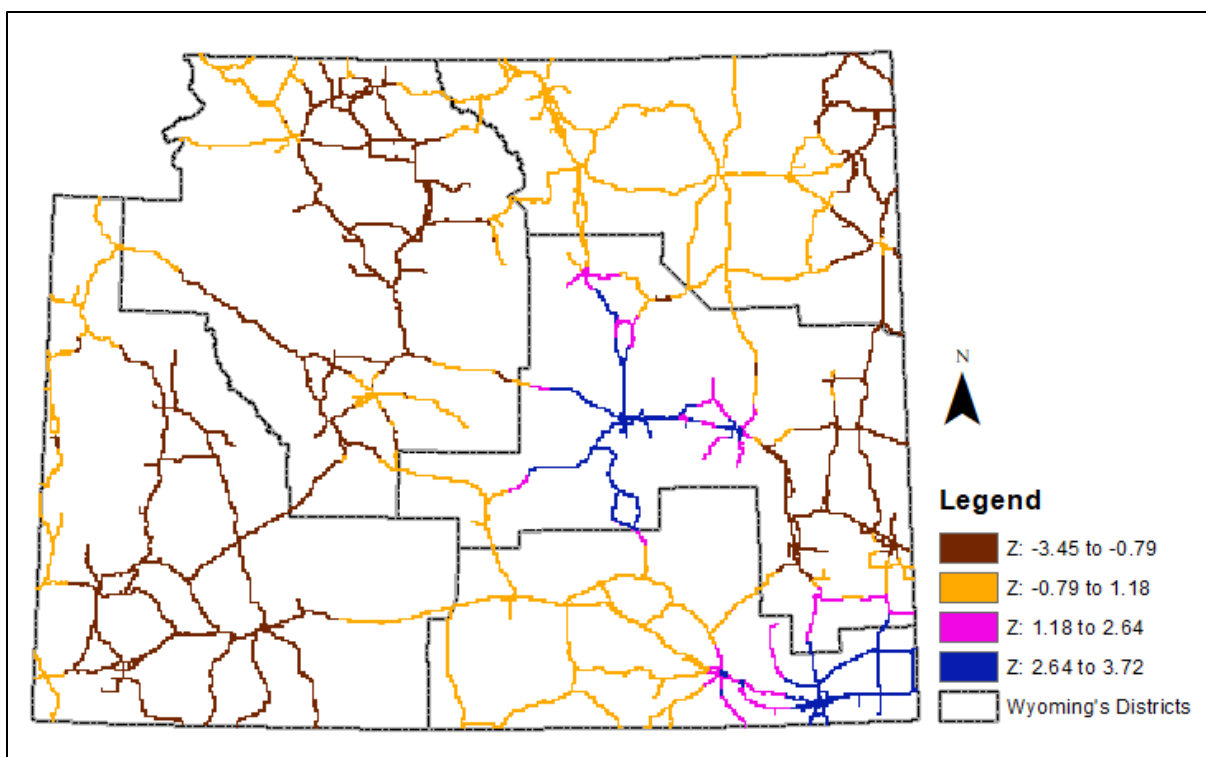 N
Legend
Z: -3.45 to -0.79
Z: -0.79 to 1.18
Z: 1.18 to 2.64
Z: 2.64 to 3.72
Wyoming's Districts